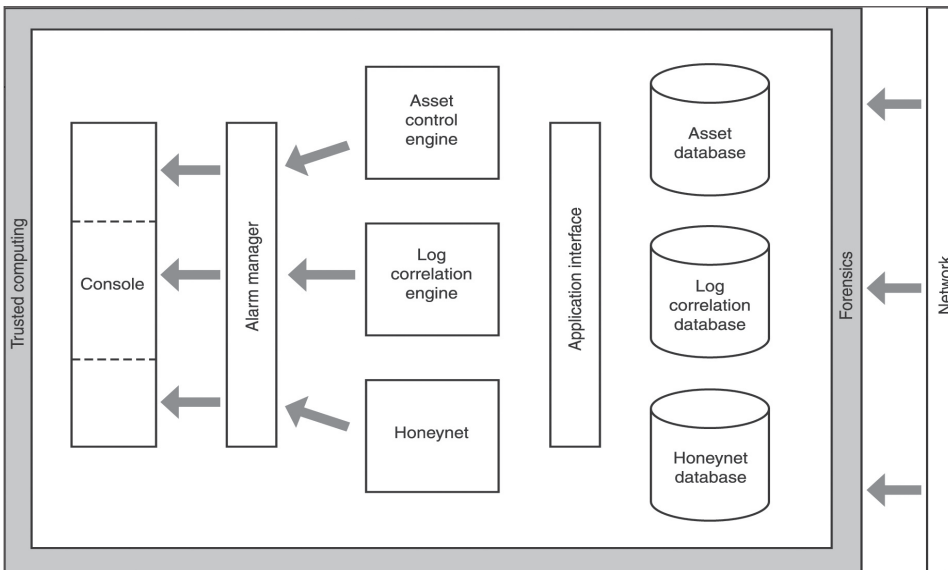 Trusted computing
Console
Alarm manager
Asset
control
engine
Log
correlation
engine
Honeynet
Application interface
Asset
database
Log
correlation
database
Honeynet
database
Forensics
Network